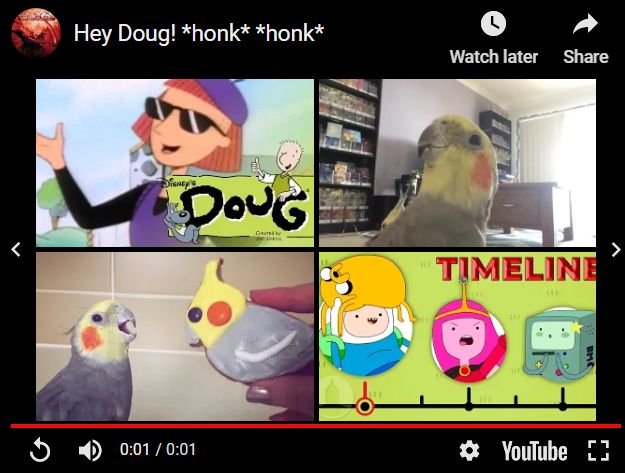 Hey Doug! *honk* *honk*
Watch later
Share
DISNEY'S
DOUG
Created by
Jim Jinkins
TIMELINE
BMO
0:01 / 0:01
YouTube